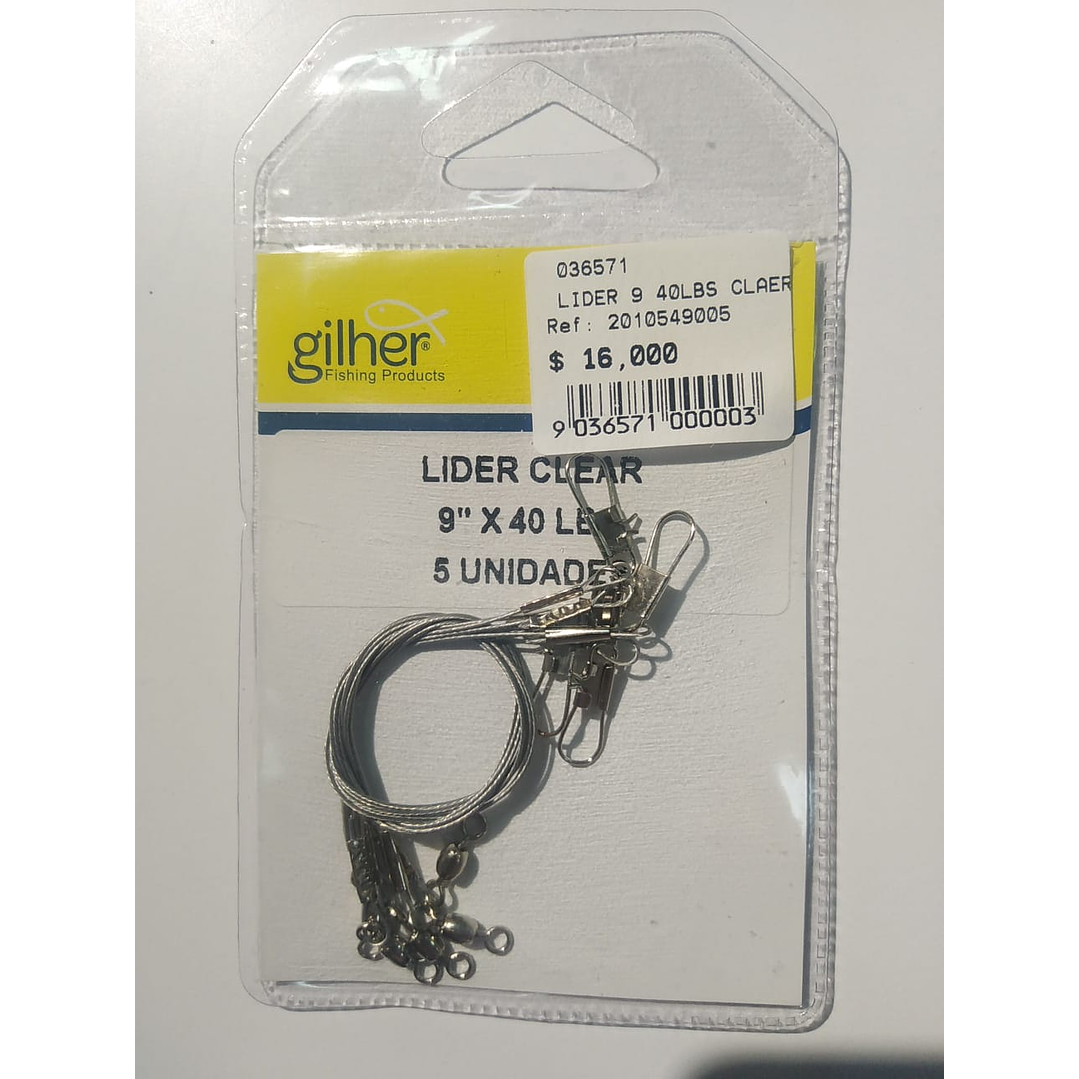 036571
LIDER 9 40LBS CLAER
Ref: 2010549005
$ 16,000
9 036571 000003
gilher®
Fishing Products
LIDER CLEAR
9" X 40 LB
5 UNIDADES